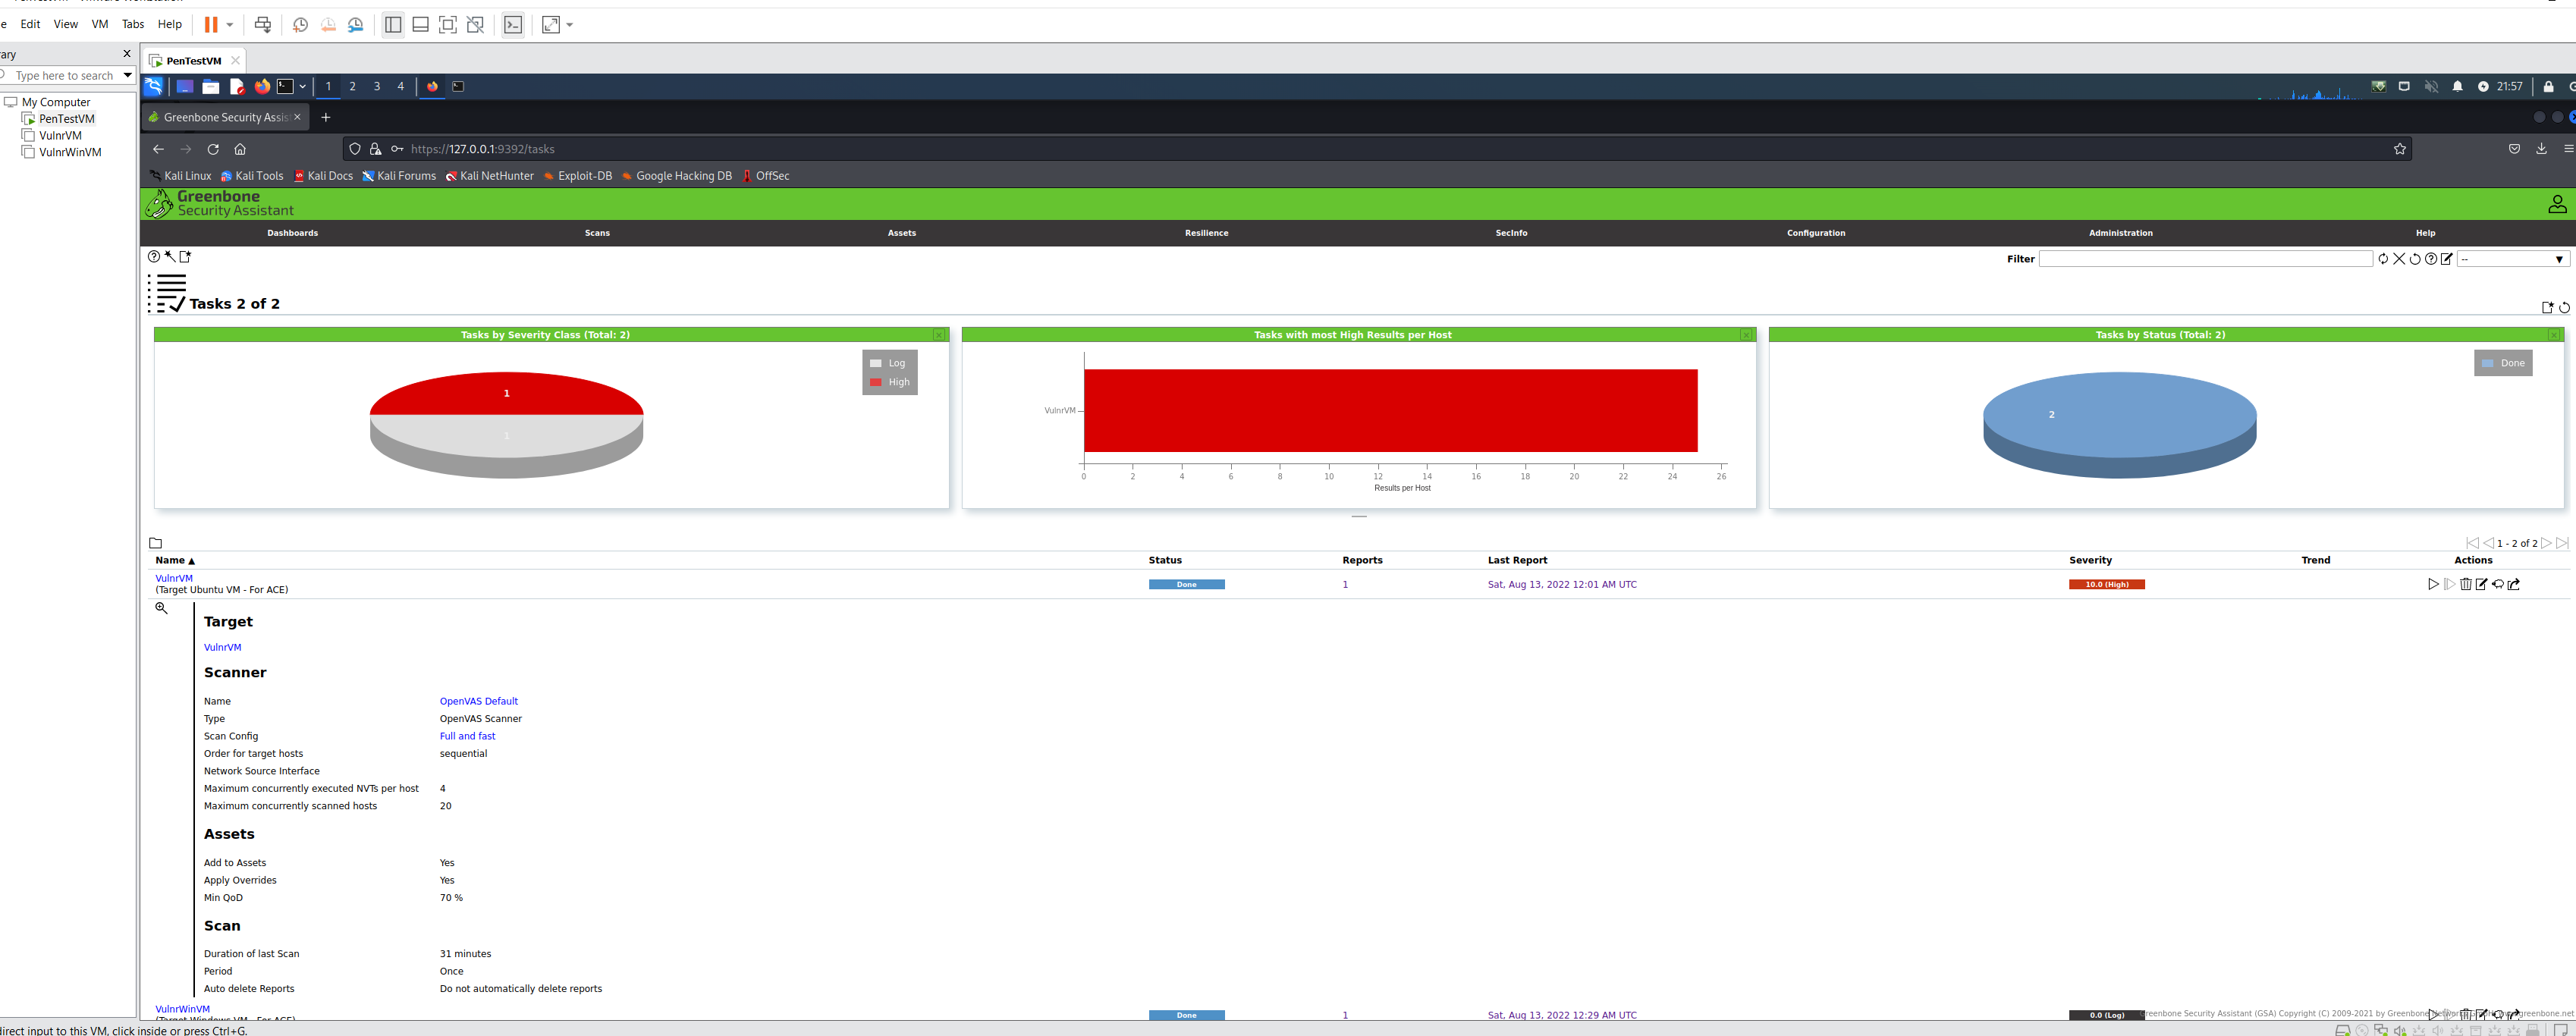 Edit View VM Tabs Help
Type here to search
My Computer
PenTestVM
VulnrVM
VulnrWinVM
PenTestVM
1 2 3 4
21:57
Greenbone Security Assis
https://127.0.0.1:9392/tasks
Kali Linux Kali Tools Kali Docs Kali Forums Kali NetHunter Exploit-DB Google Hacking DB OffSec
Greenbone
Security Assistant
Dashboards Scans Assets Resilience SecInfo Configuration Administration Help
Filter --
Tasks 2 of 2
Tasks by Severity Class (Total: 2)
Log
High
1
1
Tasks with most High Results per Host
VulnrVM
0 2 4 6 8 10 12 14 16 18 20 22 24 26
Results per Host
Tasks by Status (Total: 2)
Done
2
1 - 2 of 2
Name ▲ Status Reports Last Report Severity Trend Actions
VulnrVM Done 1 Sat, Aug 13, 2022 12:01 AM UTC 10.0 (High)
(Target Ubuntu VM - For ACE)
Target
VulnrVM
Scanner
Name OpenVAS Default
Type OpenVAS Scanner
Scan Config Full and fast
Order for target hosts sequential
Network Source Interface
Maximum concurrently executed NVTs per host 4
Maximum concurrently scanned hosts 20
Assets
Add to Assets Yes
Apply Overrides Yes
Min QoD 70 %
Scan
Duration of last Scan 31 minutes
Period Once
Auto delete Reports Do not automatically delete reports
VulnrWinVM Done 1 Sat, Aug 13, 2022 12:29 AM UTC 0.0 (Log)
(Target Windows VM - For ACE)
Greenbone Security Assistant (GSA) Copyright (C) 2009-2021 by Greenbone
direct input to this VM, click inside or press Ctrl+G.